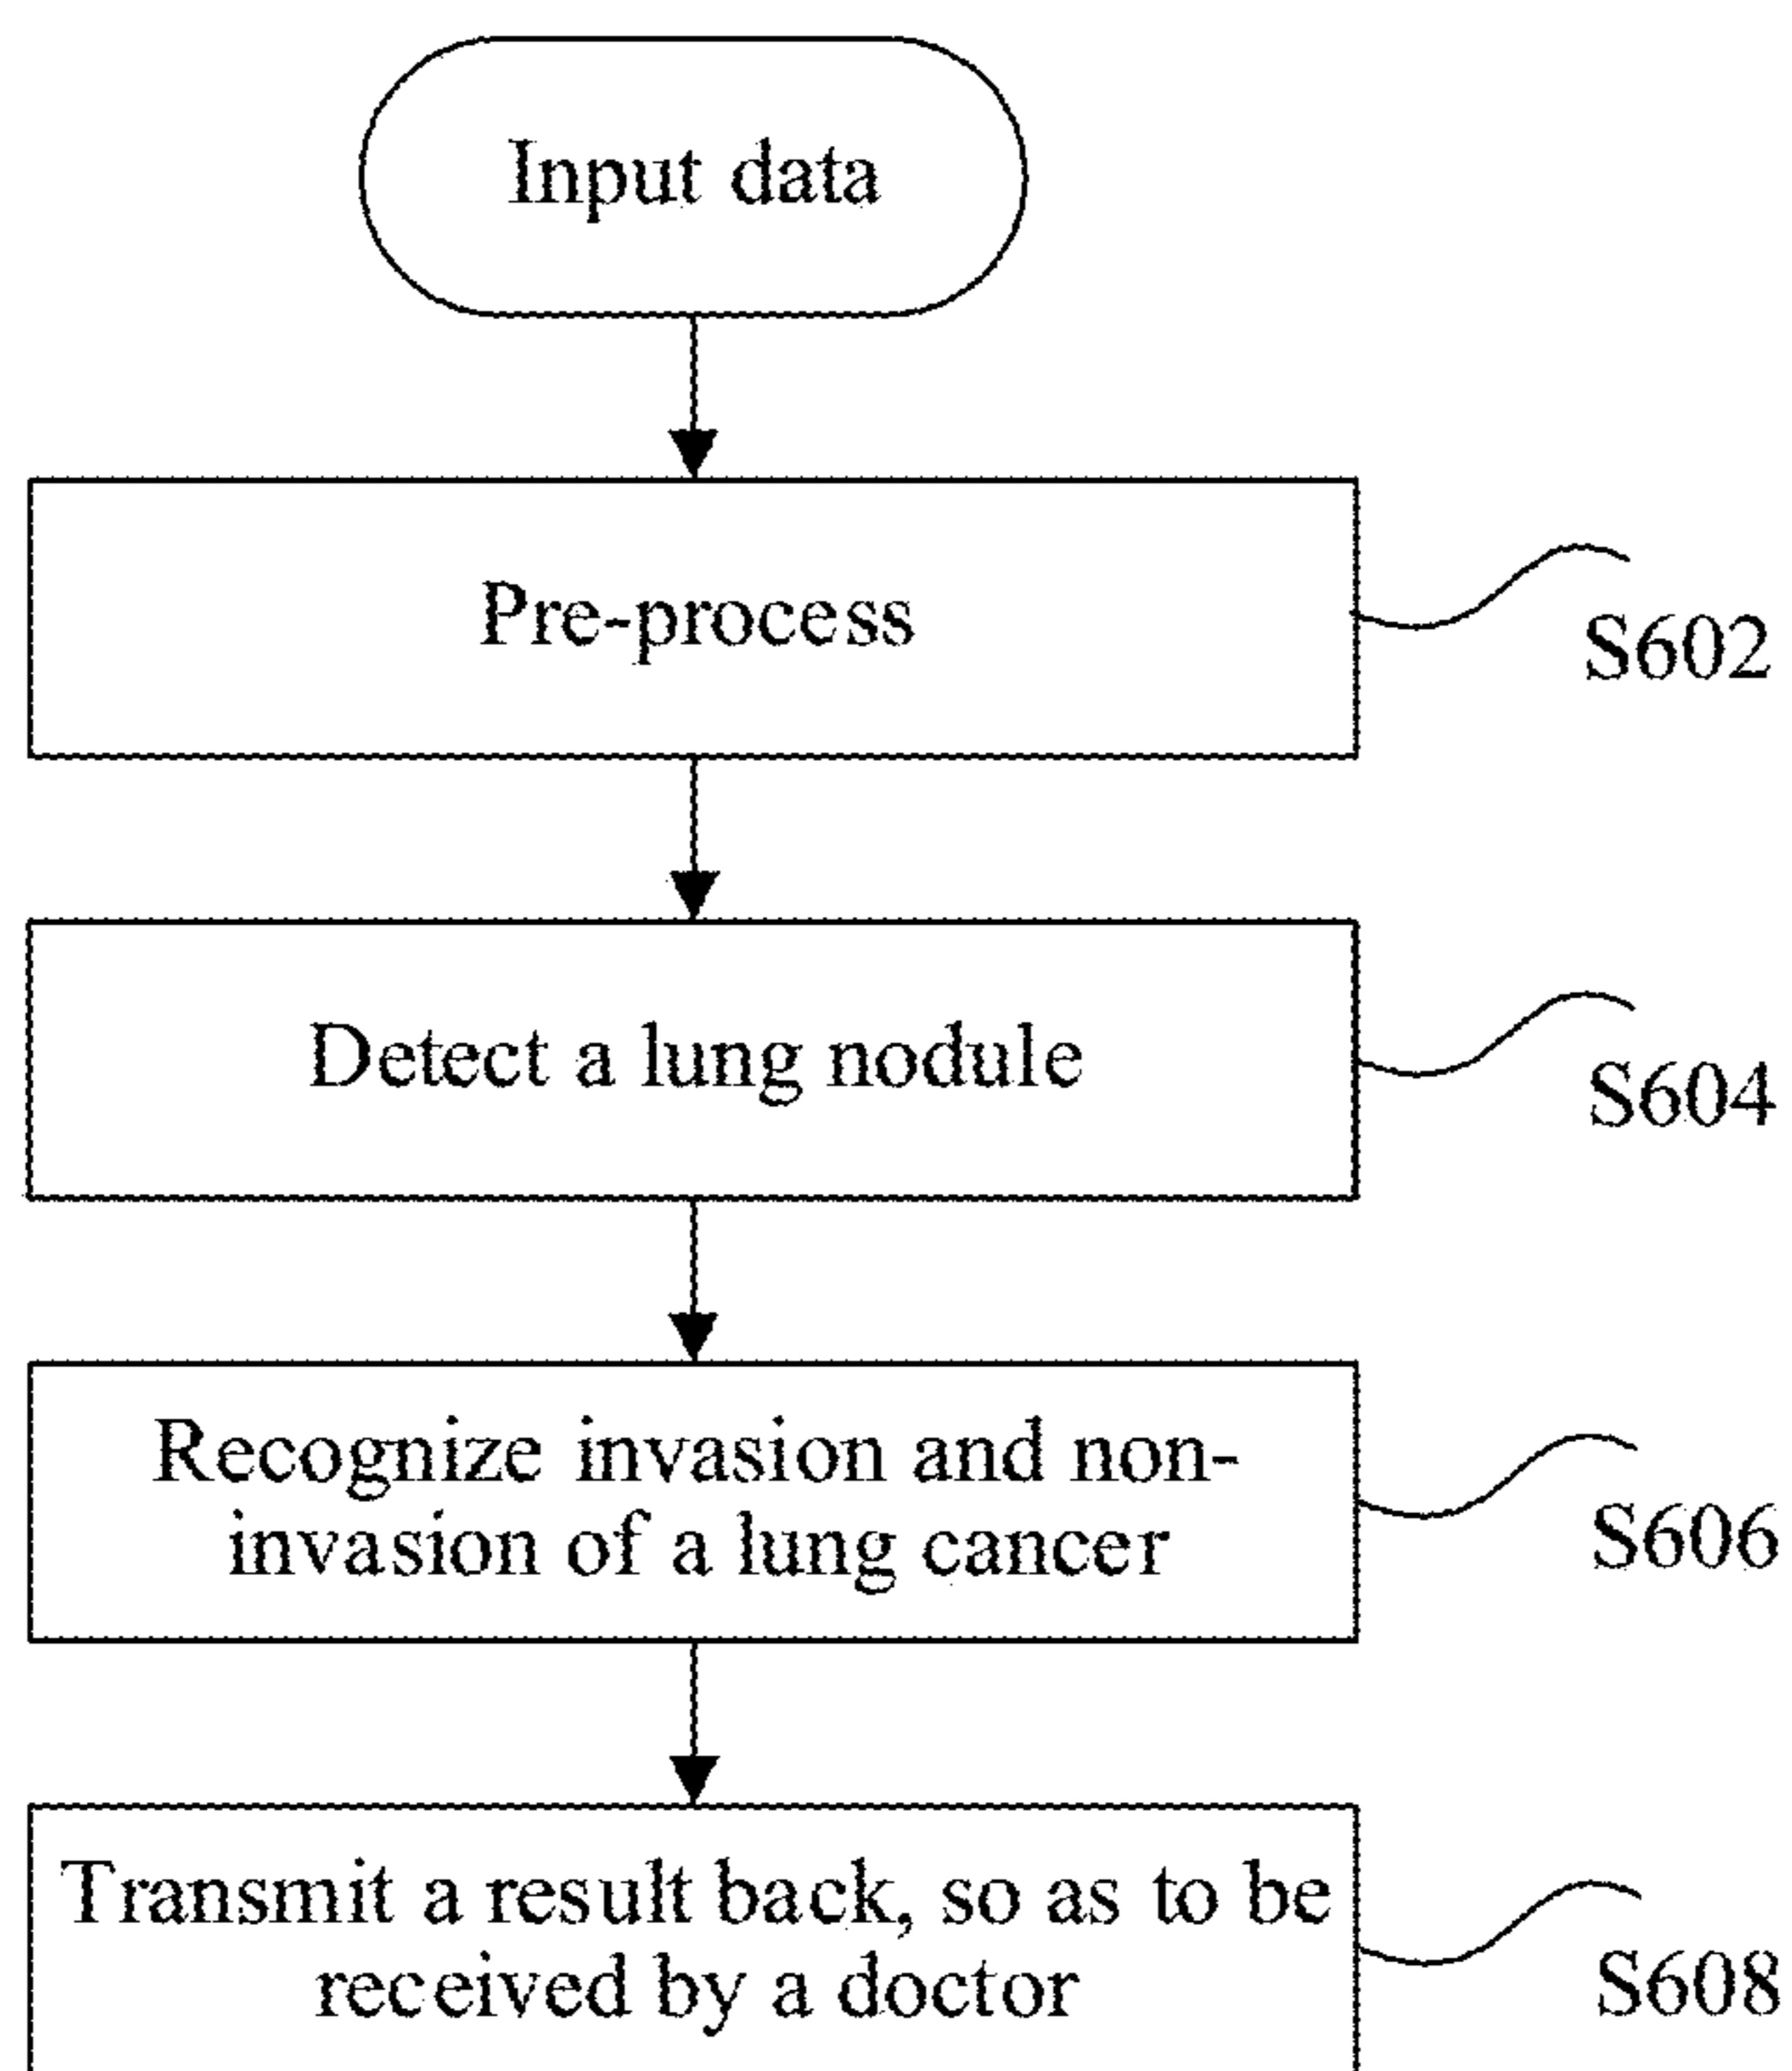 Input data
Pre-process
S602
Detect a lung nodule
S604
Recognize invasion and non-
invasion of a lung cancer
S606
Transmit a result back, so as to be
received by a doctor
S608